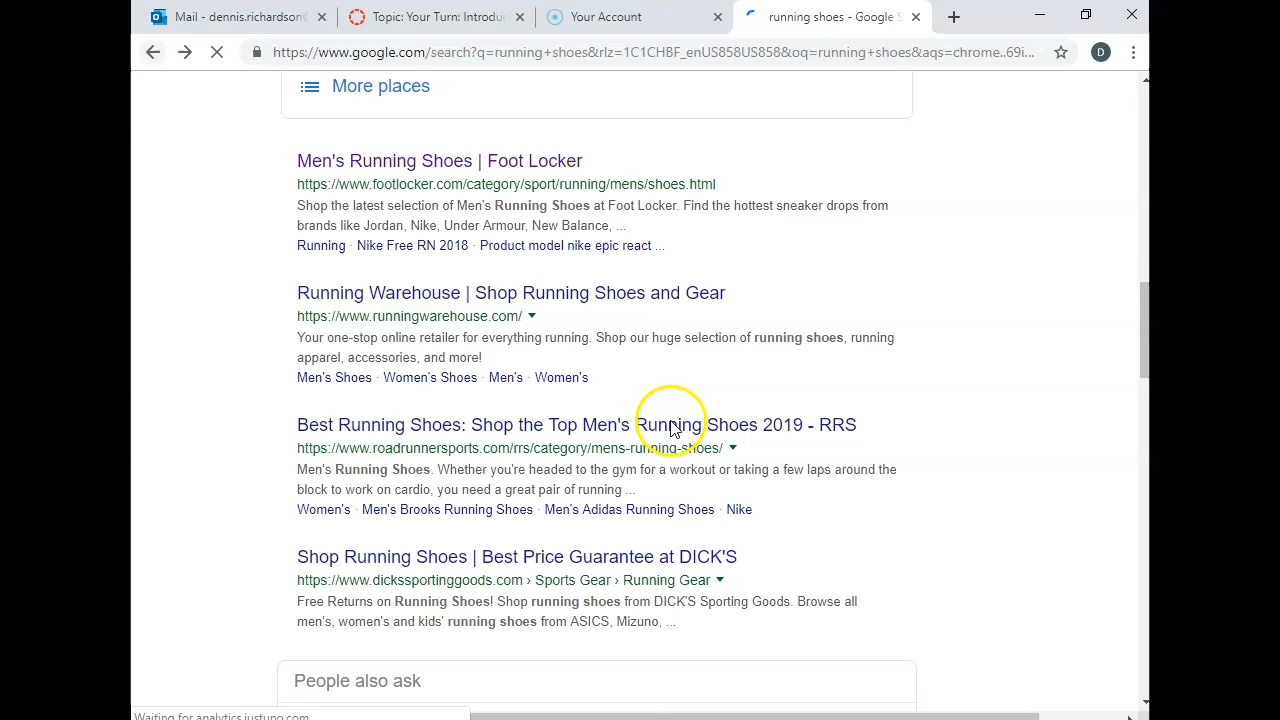 Mail - dennis.richardson@
Topic: Your Turn: Introduc
Your Account
running shoes - Google S
https://www.google.com/search?q=running+shoes&rlz=1C1CHBF_enUS858US858&oq=running+shoes&aqs=chrome..69i...
D
More places
Men's Running Shoes | Foot Locker
https://www.footlocker.com/category/sport/running/mens/shoes.html
Shop the latest selection of Men's Running Shoes at Foot Locker. Find the hottest sneaker drops from
brands like Jordan, Nike, Under Armour, New Balance, ...
Running · Nike Free RN 2018 · Product model nike epic react ...
Running Warehouse | Shop Running Shoes and Gear
https://www.runningwarehouse.com/
Your one-stop online retailer for everything running. Shop our huge selection of running shoes, running
apparel, accessories, and more!
Men's Shoes · Women's Shoes · Men's · Women's
Best Running Shoes: Shop the Top Men's Running Shoes 2019 - RRS
https://www.roadrunnersports.com/rrs/category/mens-running-shoes/
Men's Running Shoes. Whether you're headed to the gym for a workout or taking a few laps around the
block to work on cardio, you need a great pair of running ...
Women's · Men's Brooks Running Shoes · Men's Adidas Running Shoes · Nike
Shop Running Shoes | Best Price Guarantee at DICK'S
https://www.dickssportinggoods.com › Sports Gear › Running Gear
Free Returns on Running Shoes! Shop running shoes from DICK'S Sporting Goods. Browse all
men's, women's and kids' running shoes from ASICS, Mizuno, ...
People also ask
Waiting for analytics.justuno.com